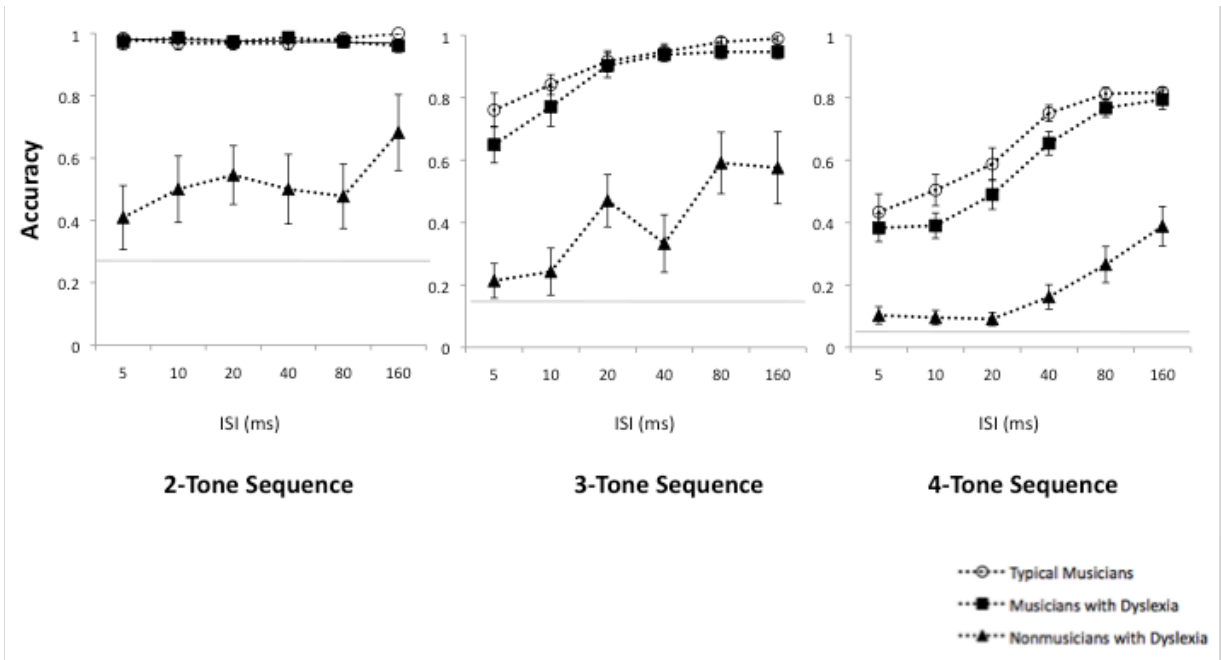 Accuracy
1
0.8
0.6
0.4
0.2
0
5 10 20 40 80 160
ISI (ms)
2-Tone Sequence
1
0.8
0.6
0.4
0.2
0
5 10 20 40 80 160
ISI (ms)
3-Tone Sequence
1
0.8
0.6
0.4
0.2
0
5 10 20 40 80 160
ISI (ms)
4-Tone Sequence
Typical Musicians
Musicians with Dyslexia
Nonmusicians with Dyslexia